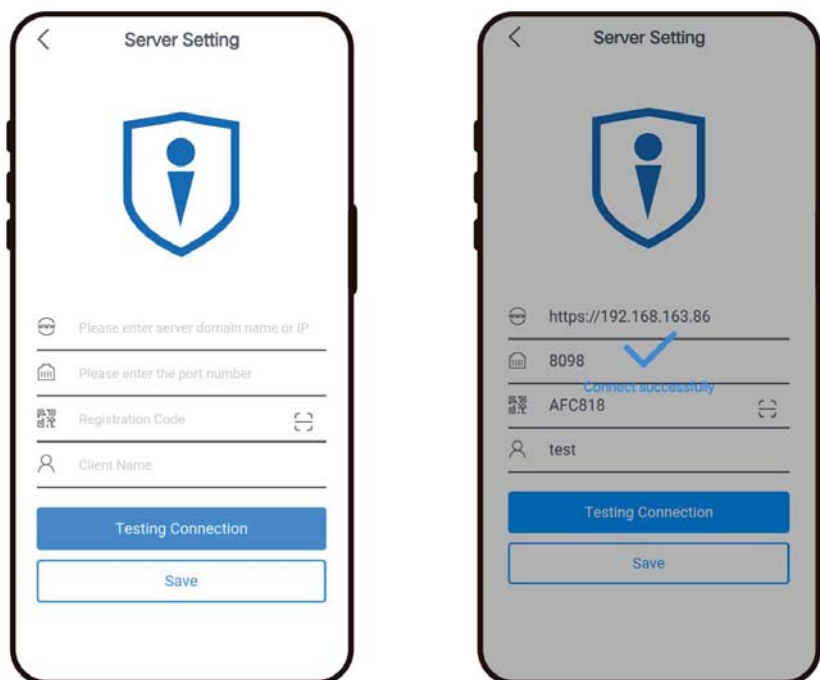 Server Setting
Please enter server domain name or IP
Please enter the port number
Registration Code
Client Name
Testing Connection
Save
Server Setting
https://192.168.163.86
8098
Connect successfully
AFC818
test
Testing Connection
Save